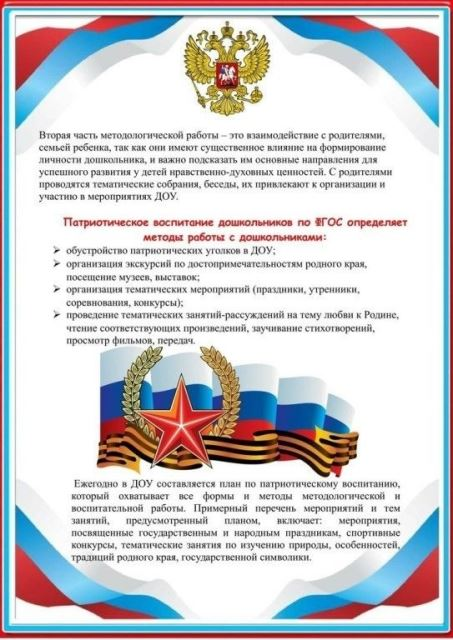 Вторая часть методологической работы – это взаимодействие с родителями,
семьей ребенка, так как они имеют существенное влияние на формирование
личности дошкольника, и важно подсказать им основные направления для
успешного развития у детей нравственно-духовных ценностей. С родителями
проводятся тематические собрания, беседы, их привлекают к организации и
участию в мероприятиях ДОУ.
Патриотическое воспитание дошкольников по ФГОС определяет
методы работы с дошкольниками:
➢ обустройство патриотических уголков в ДОУ;
➢ организация экскурсий по достопримечательностям родного края,
посещение музеев, выставок;
➢ организация тематических мероприятий (праздники, утренники,
соревнования, конкурсы);
➢ проведение тематических занятий-рассуждений на тему любви к Родине,
чтение соответствующих произведений, заучивание стихотворений,
просмотр фильмов, передач.
Ежегодно в ДОУ составляется план по патриотическому воспитанию,
который охватывает все формы и методы методологической и
воспитательной работы. Примерный перечень мероприятий и тем
занятий, предусмотренный планом, включает: мероприятия,
посвященные государственным и народным праздникам, спортивные
конкурсы, тематические занятия по изучению природы, особенностей,
традиций родного края, государственной символики.